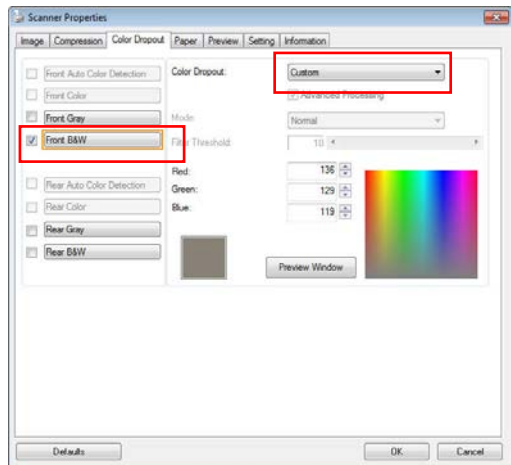 Scanner Properties
Image Compression Color Dropout Paper Preview Setting Information
Front Auto Color Detection
Front Color
Front Gray
Front B&W
Rear Auto Color Detection
Rear Color
Rear Gray
Rear B&W
Color Dropout: Custom
Advanced Processing
Mode: Normal
Filter Threshold: 10
Red: 136
Green: 129
Blue: 119
Preview Window
Defaults OK Cancel